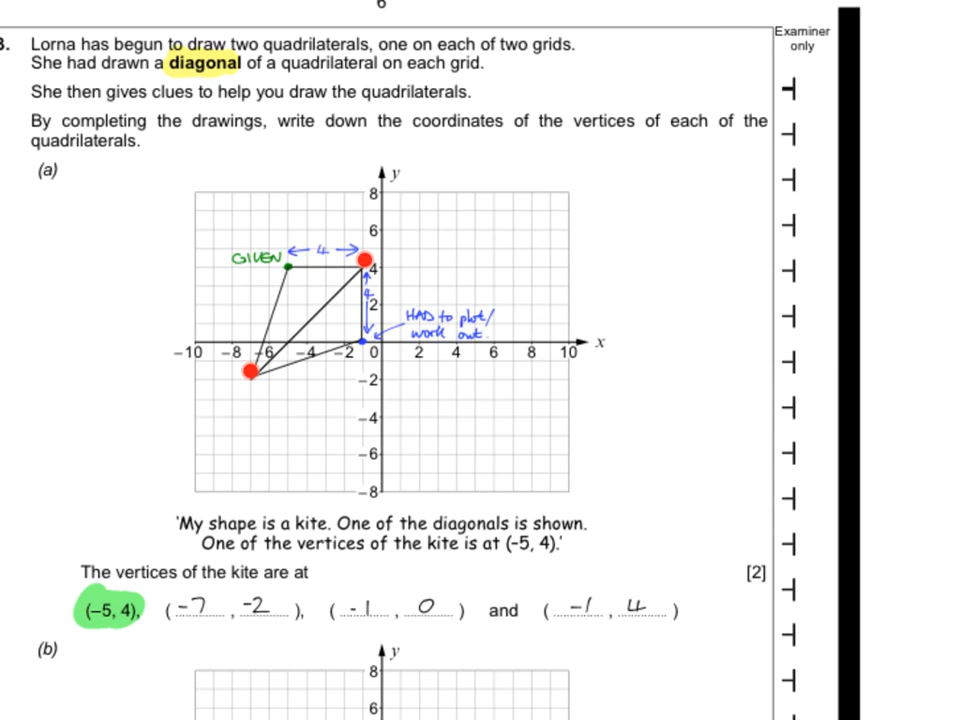 6
Examiner
only
3. Lorna has begun to draw two quadrilaterals, one on each of two grids.
She had drawn a diagonal of a quadrilateral on each grid.
She then gives clues to help you draw the quadrilaterals.
By completing the drawings, write down the coordinates of the vertices of each of the
quadrilaterals.
(a)
y
8
6
GIVEN 4
4
4
2
HAD to plot/
work out.
-10 -8 -6 -4 -2 0 2 4 6 8 10 x
-2
-4
-6
-8
'My shape is a kite. One of the diagonals is shown.
One of the vertices of the kite is at (-5, 4).'
The vertices of the kite are at [2]
(-5, 4), (-7, -2), (-1, 0) and (-1, 4)
(b)
y
8
6